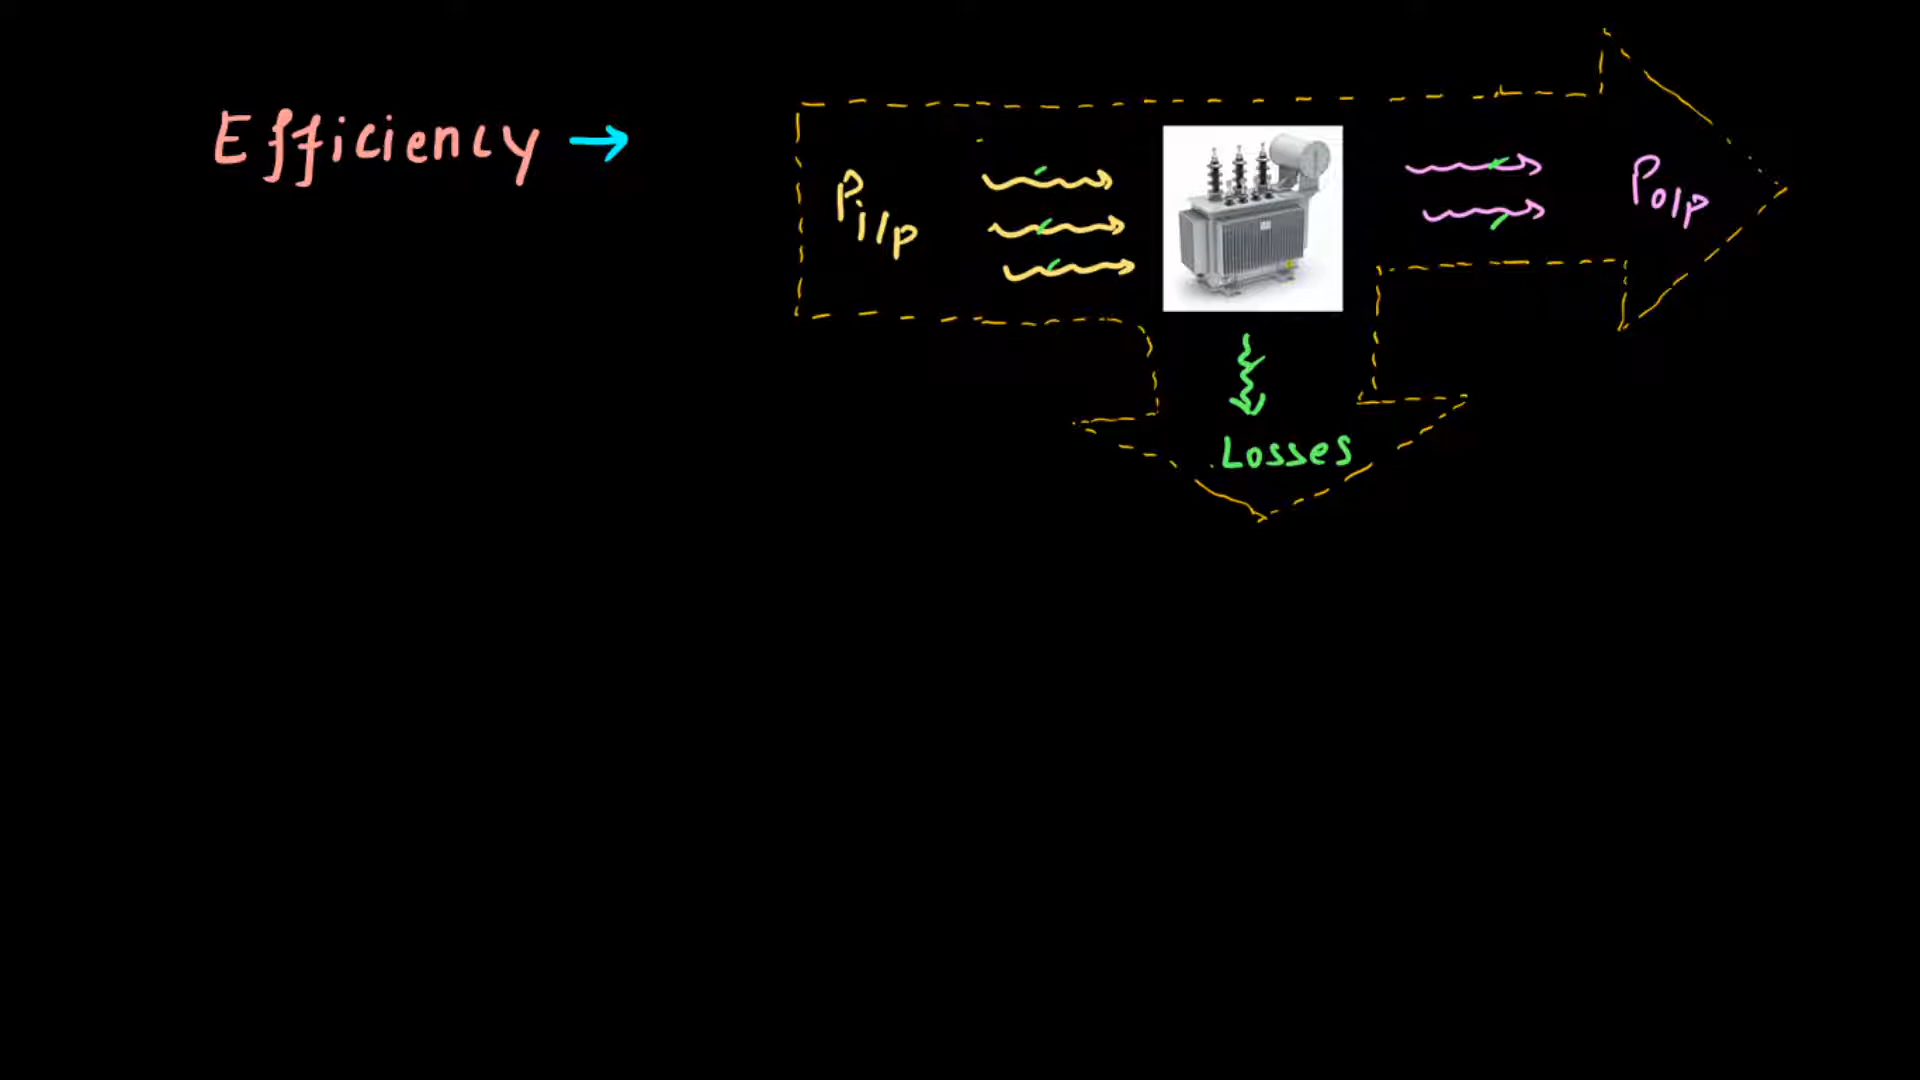 Efficiency →
Pi/p
Po/p
Losses